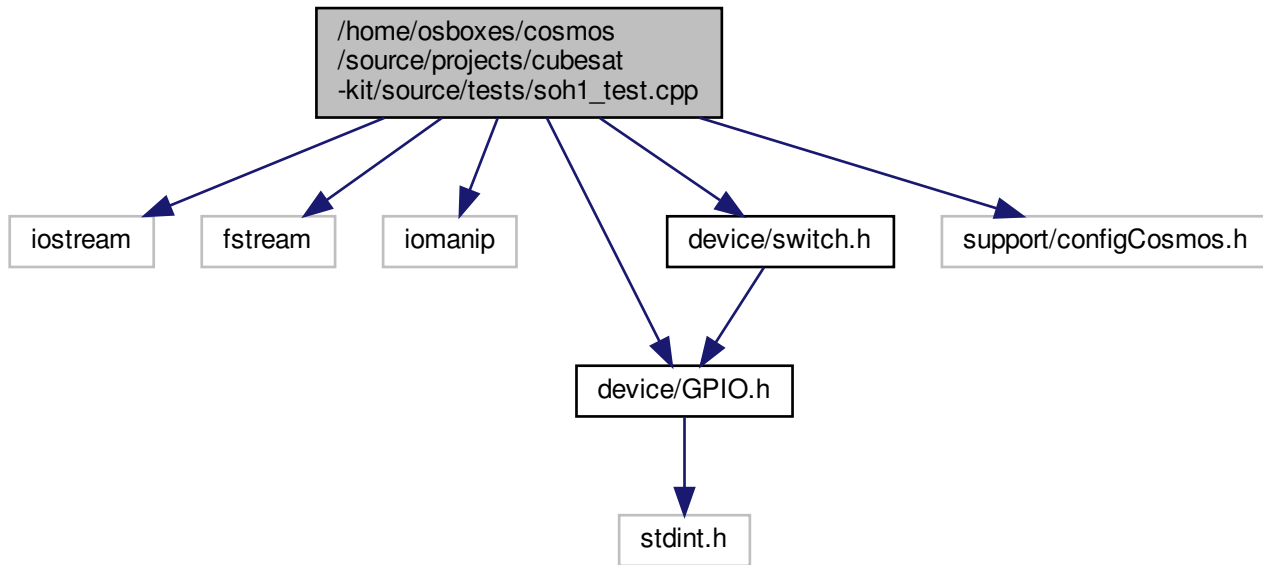 /home/osboxes/cosmos
/source/projects/cubesat
-kit/source/tests/soh1_test.cpp
iostream
fstream
iomanip
device/switch.h
support/configCosmos.h
device/GPIO.h
stdint.h